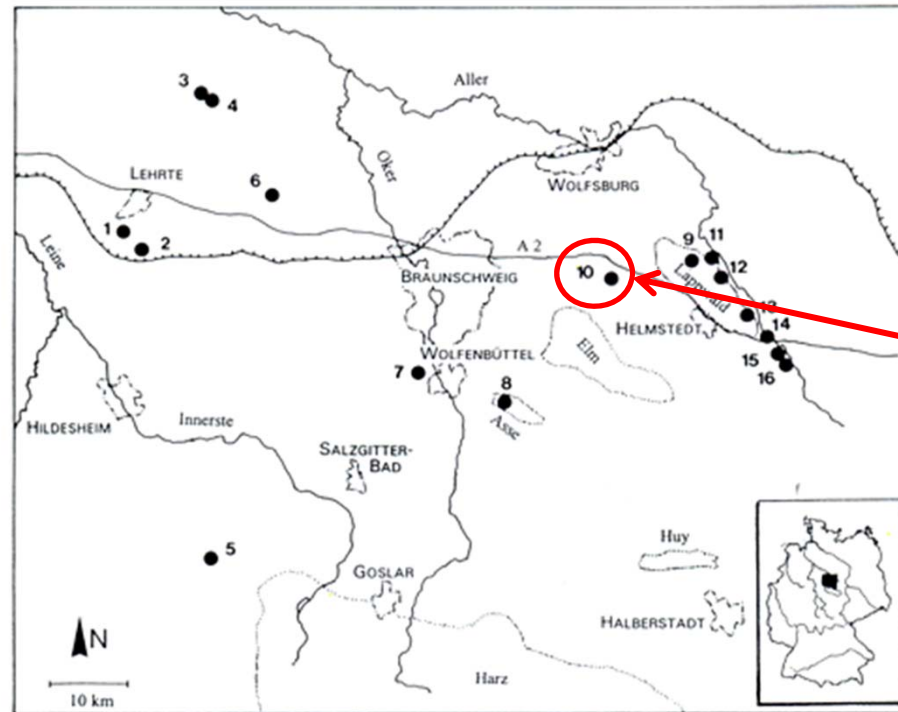 3
4
Aller
Oker
LEHRTE
6
WOLFSBURG
1
2
Leine
A 2
9
11
12
10
BRAUNSCHWEIG
Lappwald
13
HELMSTEDT
14
Elm
15
16
7
WOLFENBÜTTEL
8
Asse
HILDESHEIM
Innerste
SALZGITTER-
BAD
5
Huy
GOSLAR
HALBERSTADT
N
Harz
10 km